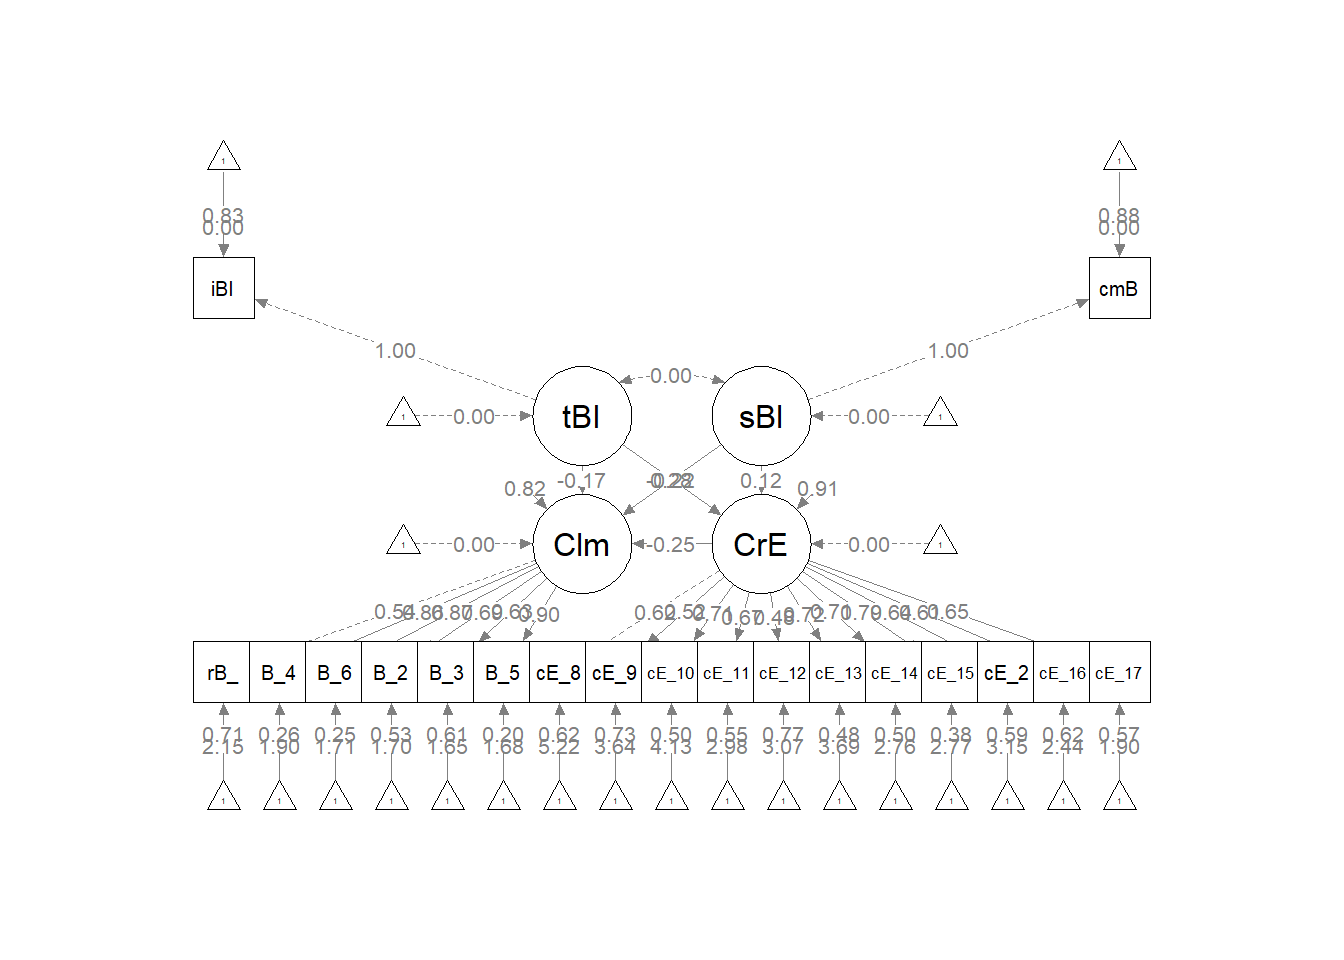 1 1
0.83 0.88
0.00 0.00
iBI cmB
1.00 1.00
0.00
1 0.00 tBI sBI 0.00 1
-0.17 0.12
0.82 0.91
1 0.00 Clm -0.25 CrE 0.00 1
0.54 0.87 0.69 0.63 0.90 0.62 0.52 0.71 0.67 0.48 0.72 0.71 0.79 0.64 0.61 0.65
rB_ B_4 B_6 B_2 B_3 B_5 cE_8 cE_9 cE_10 cE_11 cE_12 cE_13 cE_14 cE_15 cE_2 cE_16 cE_17
0.71 0.26 0.25 0.53 0.61 0.20 0.62 0.73 0.50 0.55 0.77 0.48 0.50 0.38 0.59 0.62 0.57
2.15 1.90 1.71 1.70 1.65 1.68 5.22 3.64 4.13 2.98 3.07 3.69 2.76 2.77 3.15 2.44 1.90
1 1 1 1 1 1 1 1 1 1 1 1 1 1 1 1 1